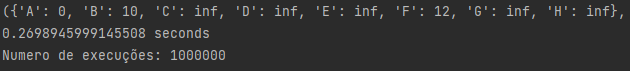 ({'A': 0, 'B': 10, 'C': inf, 'D': inf, 'E': inf, 'F': 12, 'G': inf, 'H': inf},
0.2698945999145508 seconds
Numero de execuções: 1000000